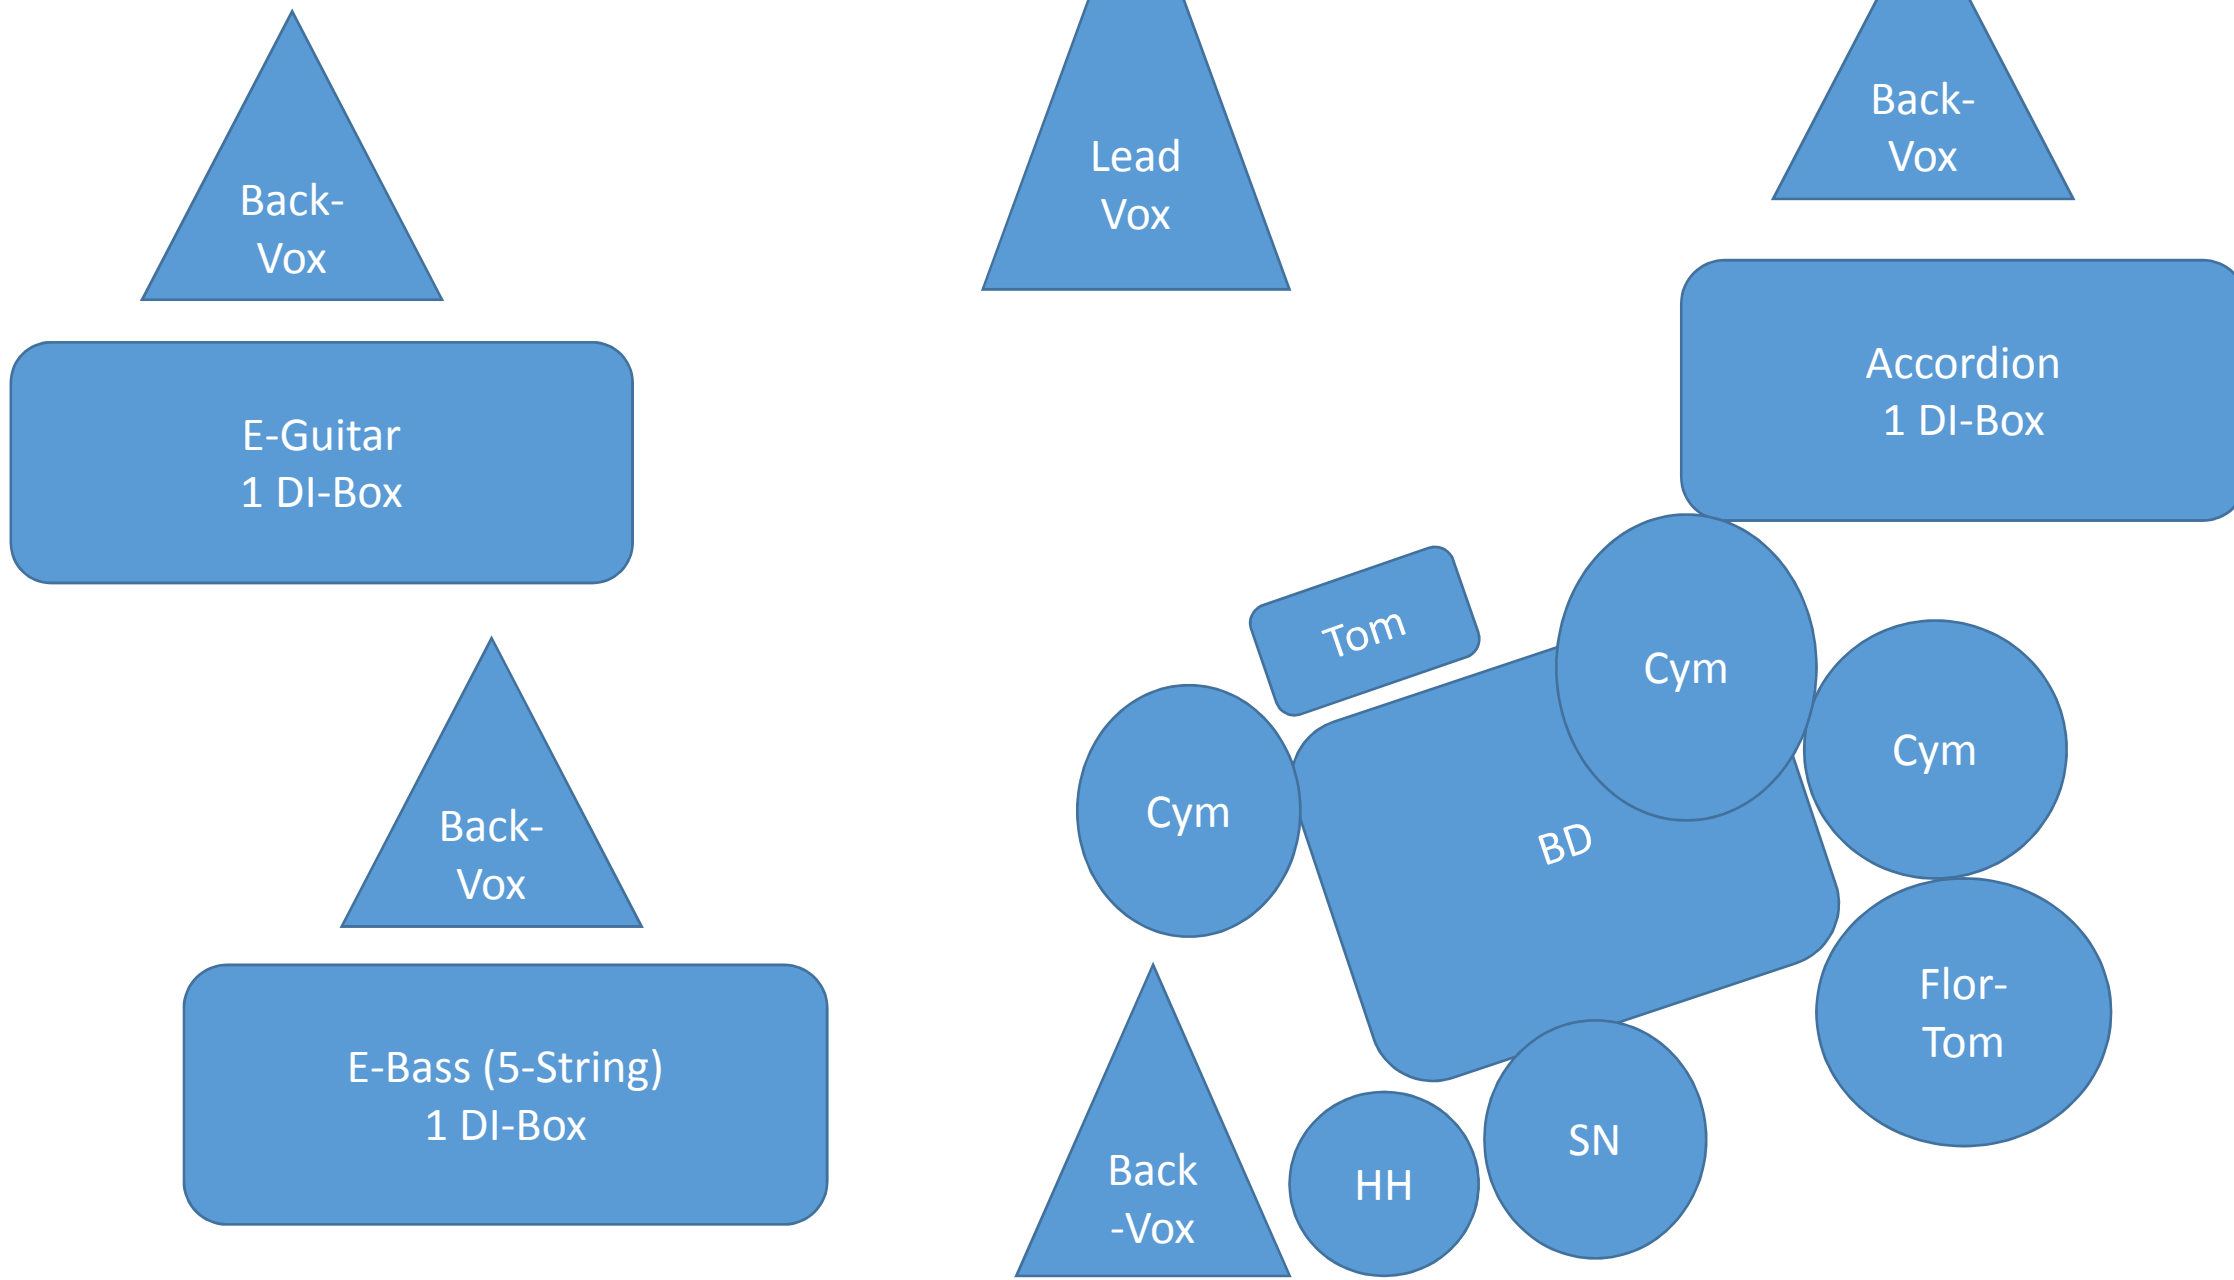 Back-
Vox
Lead
Vox
Back-
Vox
E-Guitar
1 DI-Box
Accordion
1 DI-Box
Tom
Cym
Cym
Cym
BD
Back-
Vox
Flor-
Tom
E-Bass (5-String)
1 DI-Box
Back
-Vox
HH
SN